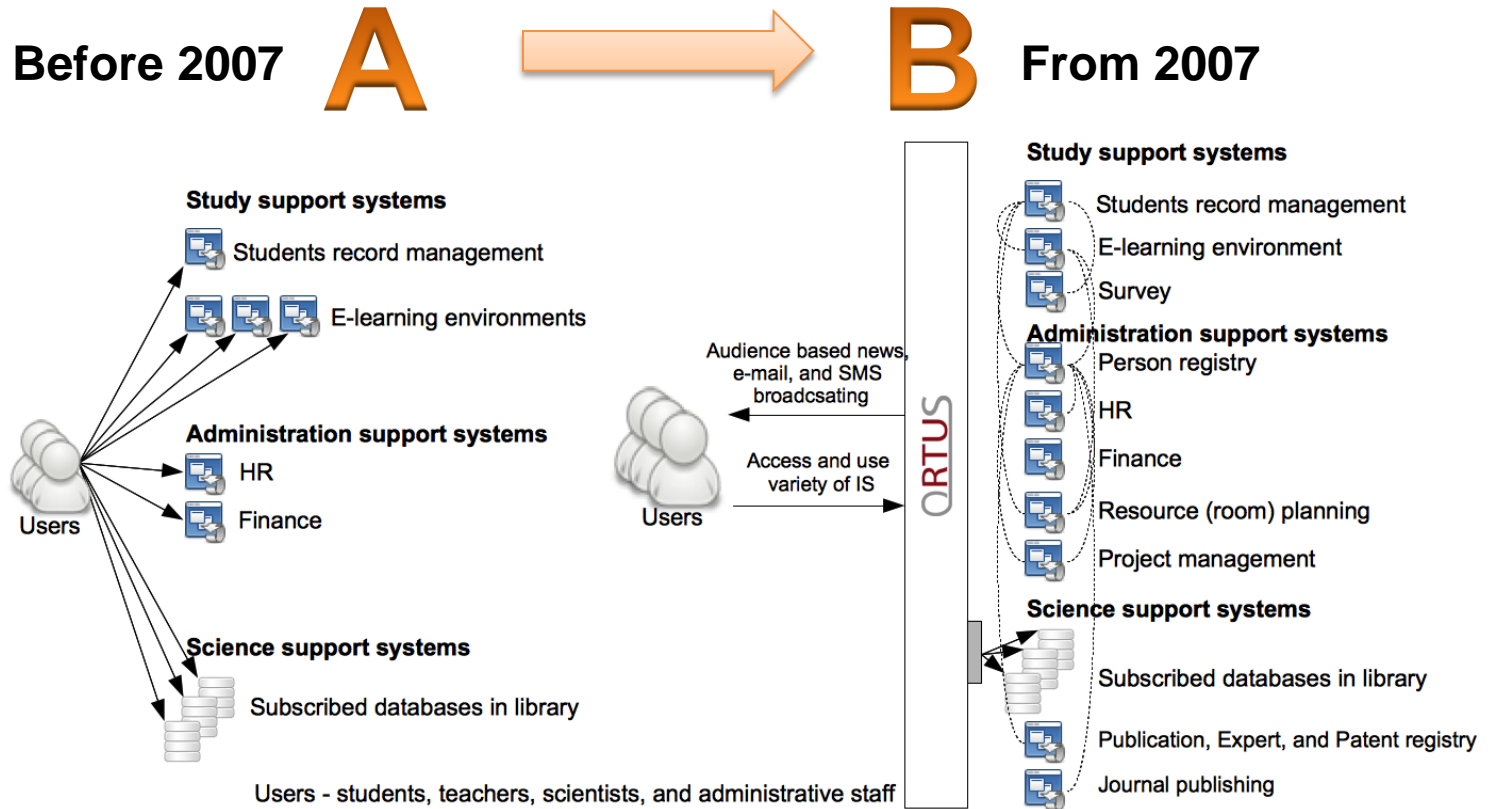 Before 2007
A
B
From 2007
Study support systems
Students record management
E-learning environments
Administration support systems
HR
Finance
Users
Science support systems
Subscribed databases in library
Audience based news,
e-mail, and SMS
broadcsating
Access and use
variety of IS
Users
ORTUS
Study support systems
Students record management
E-learning environment
Survey
Administration support systems
Person registry
HR
Finance
Resource (room) planning
Project management
Science support systems
Subscribed databases in library
Publication, Expert, and Patent registry
Journal publishing
Users - students, teachers, scientists, and administrative staff